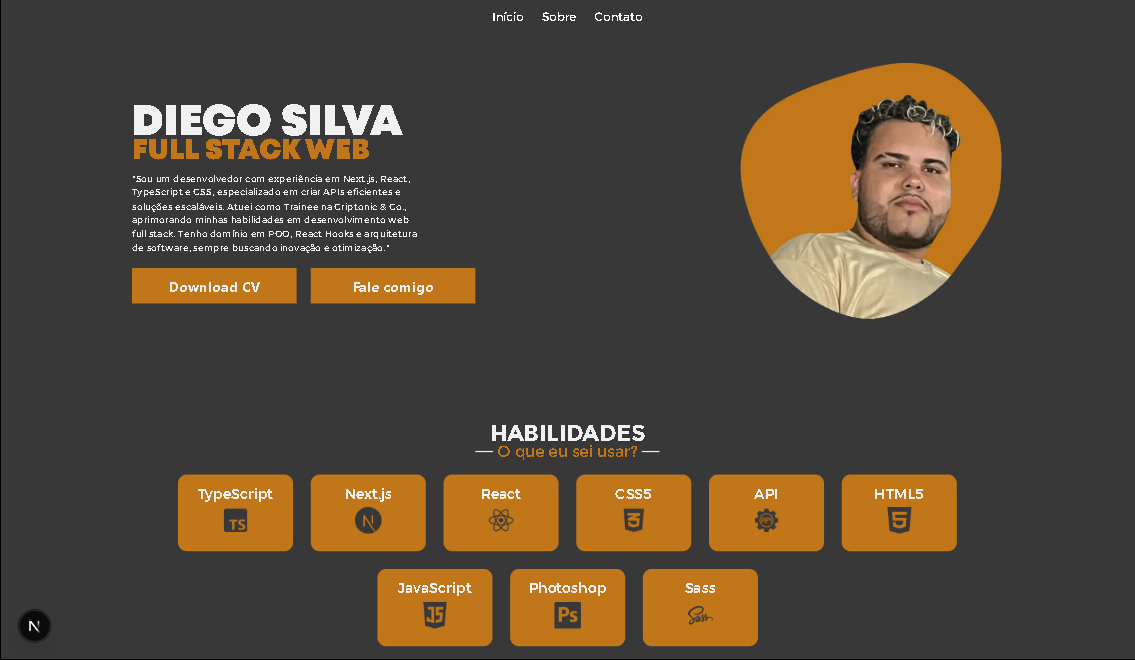 Início Sobre Contato
DIEGO SILVA
FULL STACK WEB
"Sou um desenvolvedor com experiência em Next.js, React,
TypeScript e CSS, especializado em criar APIs eficientes e
soluções escaláveis. Atuei como Trainee na Criptonic & Co.,
aprimorando minhas habilidades em desenvolvimento web
full stack. Tenho domínio em POO, React Hooks e arquitetura
de software, sempre buscando inovação e otimização."
Download CV Fale comigo
HABILIDADES
— O que eu sei usar? —
TypeScript Next.js React CSS5 API HTML5
TS N 3 5
JavaScript Photoshop Sass
JS Ps Sass
N